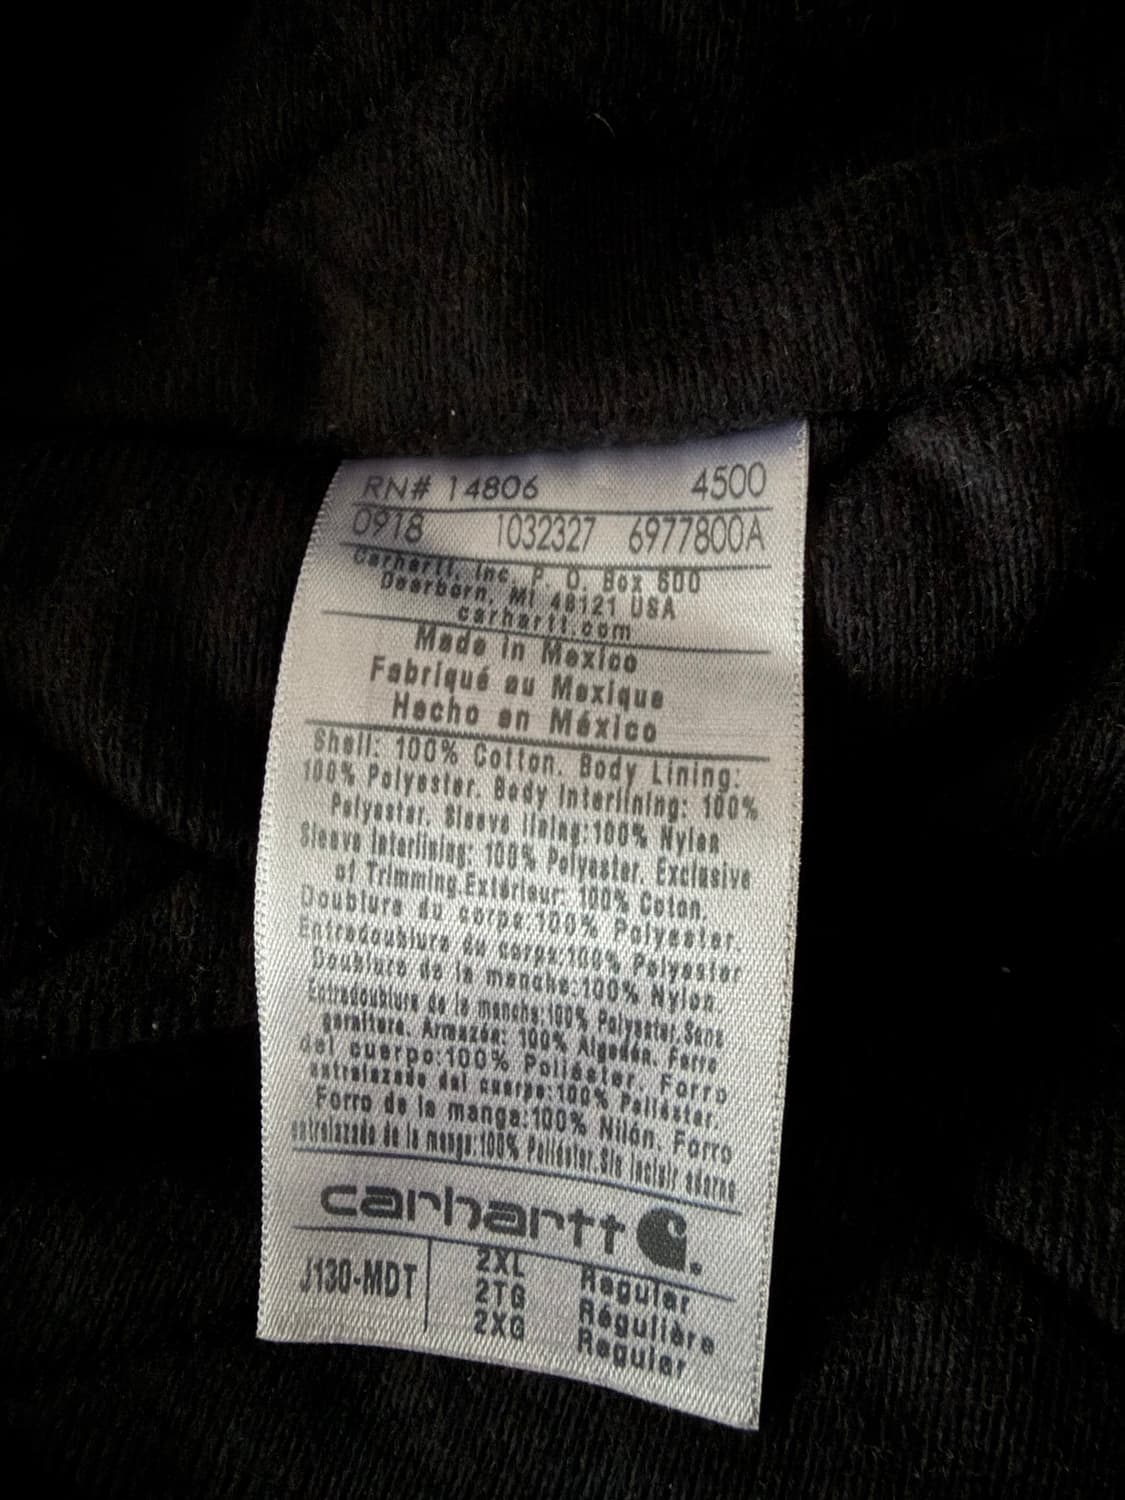 RN# 14806 4500
0918 1032327 6977800A
Carhartt, Inc. P. O. Box 600
Dearborn, MI 48121 USA
carhartt.com
Made in Mexico
Fabriqué au Mexique
Hecho en México
Shell: 100% Cotton. Body Lining:
100% Polyester. Body Interlining: 100%
Polyester. Sleeve lining:100% Nylon
Sleeve Interlining: 100% Polyester. Exclusive
of Trimming.Extérieur: 100% Coton.
Doublure du corps:100% Polyester.
Entredoublure du corps:100% Polyester
Doublure de la manche:100% Nylon
Entredoublure de la manche:100% Polyester.Sans
garniture. Armazón: 100% Algodón. Forro
del cuerpo:100% Poliéster. Forro
entrelazado del cuerpo:100% Poliéster.
Forro de la manga:100% Nilón. Forro
entrelazado de la manga:100% Poliéster.Sin incluir adorno
carhartt
J130-MDT 2XL Regular
2TG Régulière
2XG Regular